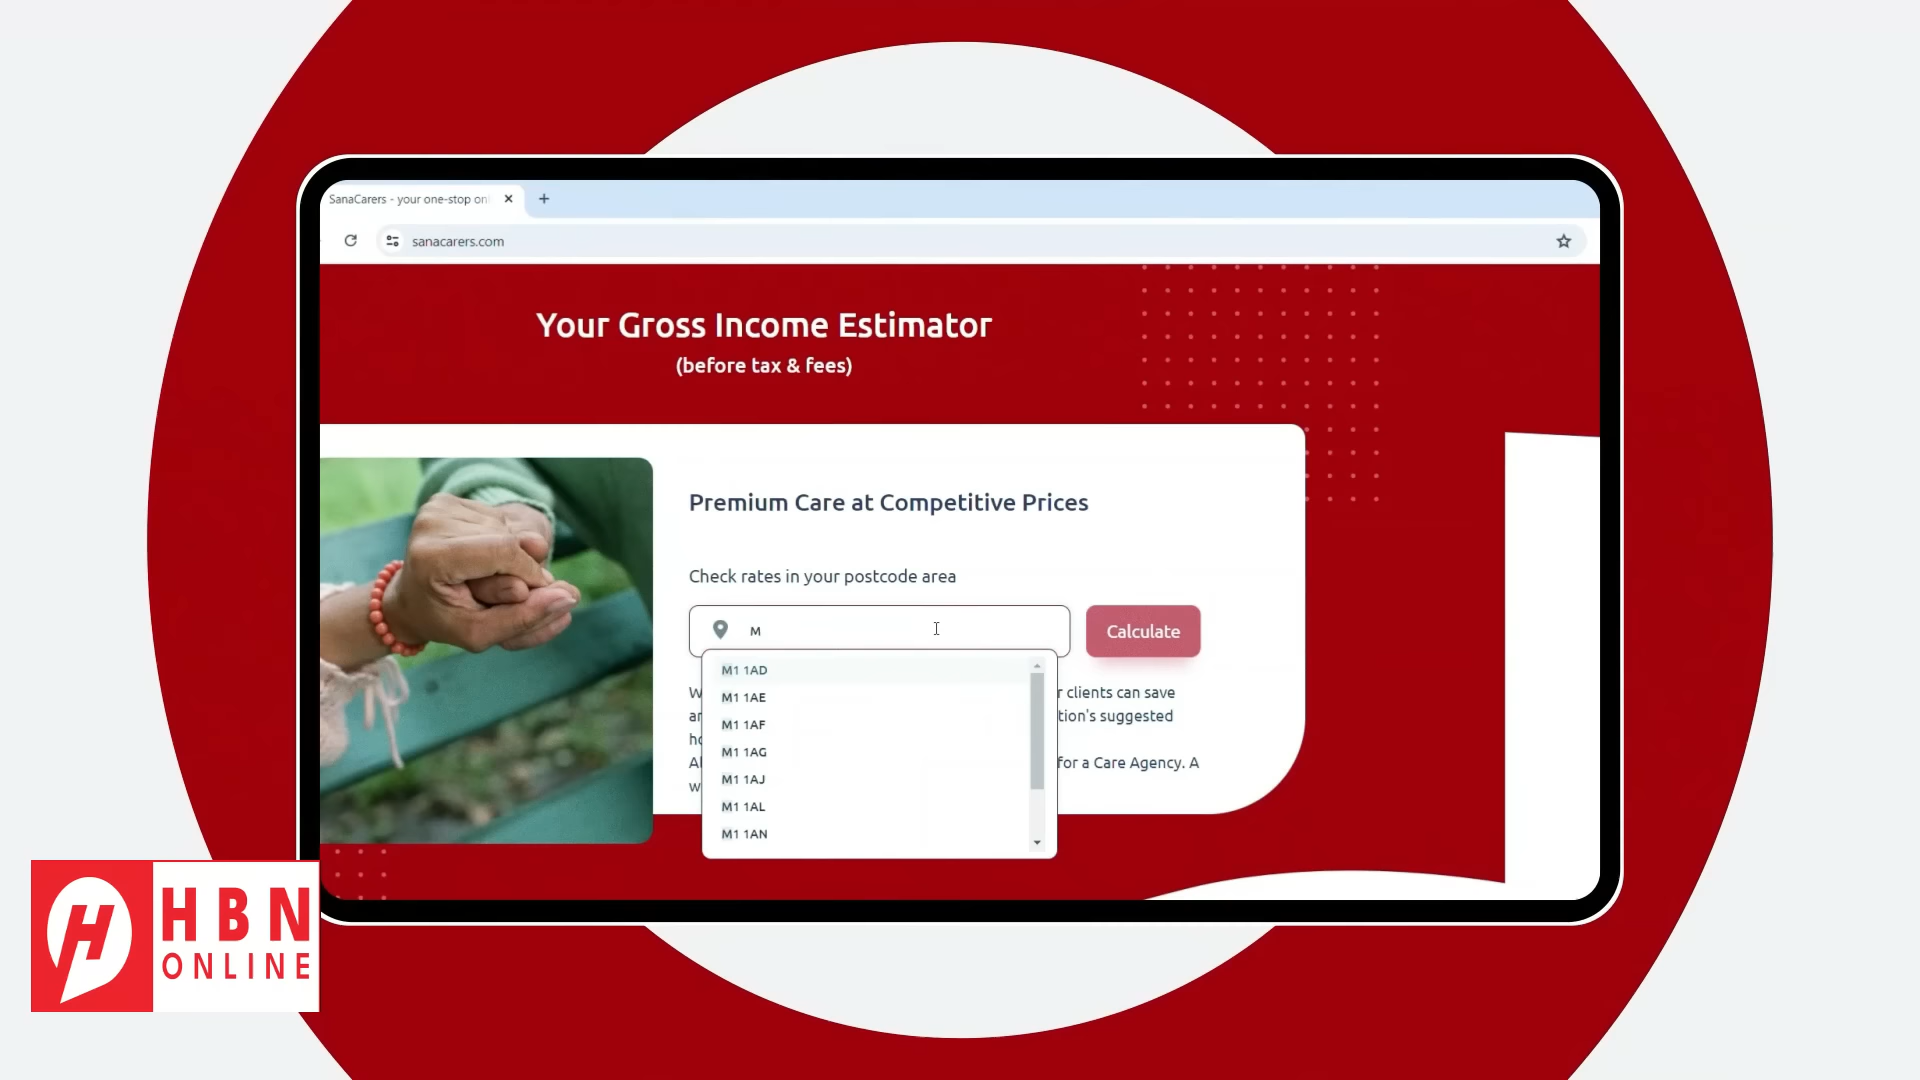 SanaCarers - your one-stop on
sanacarers.com
Your Gross Income Estimator
(before tax & fees)
Premium Care at Competitive Prices
Check rates in your postcode area
M
Calculate
M1 1AD
M1 1AE
M1 1AF
M1 1AG
M1 1AJ
M1 1AL
M1 1AN
clients can save
suggested
for a Care Agency. A
HBN
ONLINE